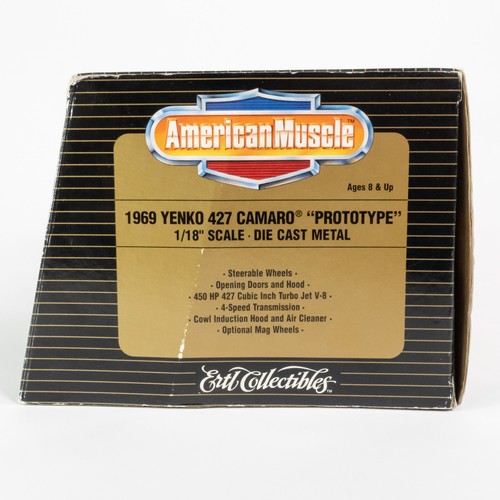 AmericanMuscle™
Ages 8 & Up
1969 YENKO 427 CAMARO® "PROTOTYPE"
1/18" SCALE · DIE CAST METAL
· Steerable Wheels ·
· Opening Doors and Hood ·
· 450 HP 427 Cubic Inch Turbo Jet V-8 ·
· 4-Speed Transmission ·
· Cowl Induction Hood and Air Cleaner ·
· Optional Mag Wheels ·
Ertl Collectibles™